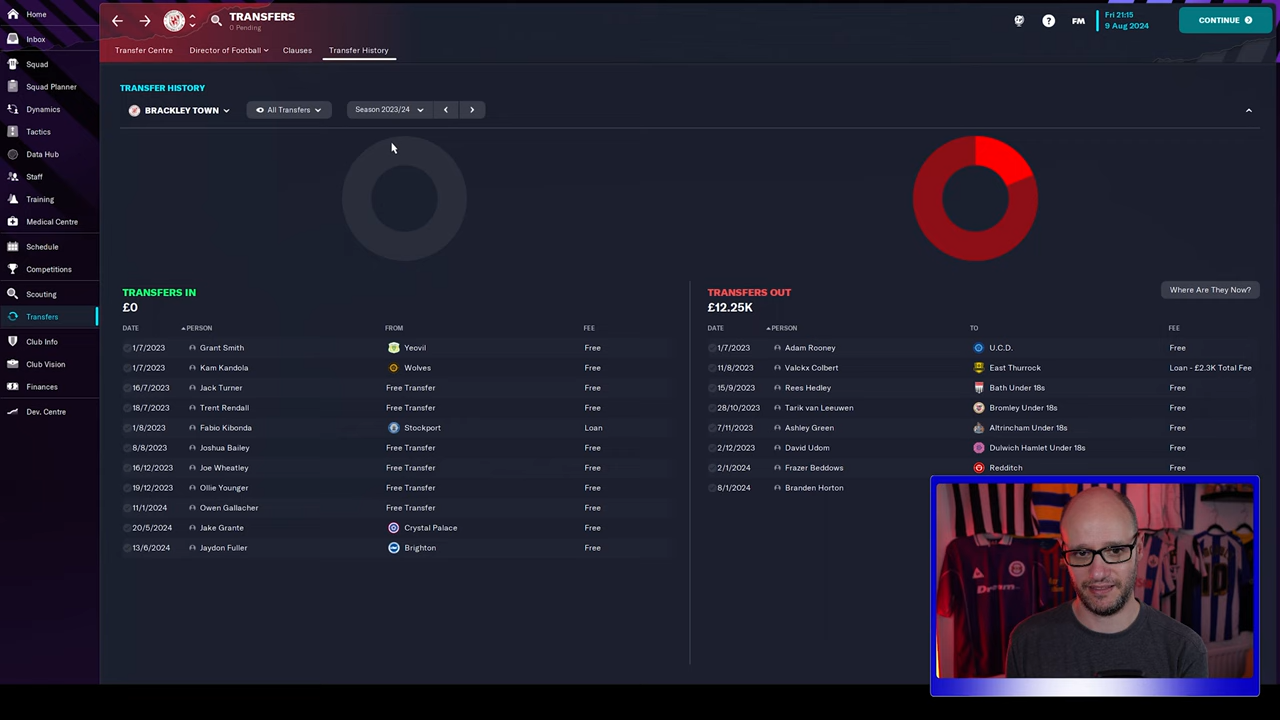 Home
Inbox
Squad
Squad Planner
Dynamics
Tactics
Data Hub
Staff
Training
Medical Centre
Schedule
Competitions
Scouting
Transfers
Club Info
Club Vision
Finances
Dev. Centre
TRANSFERS
0 Pending
FM
Fri 21:15
9 Aug 2024
CONTINUE
Transfer Centre Director of Football Clauses Transfer History
TRANSFER HISTORY
BRACKLEY TOWN All Transfers Season 2023/24
TRANSFERS IN
£0
DATE PERSON FROM FEE
1/7/2023 Grant Smith Yeovil Free
1/7/2023 Kam Kandola Wolves Free
16/7/2023 Jack Turner Free Transfer Free
18/7/2023 Trent Rendall Free Transfer Free
1/8/2023 Fabio Kibonda Stockport Loan
8/8/2023 Joshua Bailey Free Transfer Free
16/12/2023 Joe Wheatley Free Transfer Free
19/12/2023 Ollie Younger Free Transfer Free
11/1/2024 Owen Gallacher Free Transfer Free
20/5/2024 Jake Grante Crystal Palace Free
13/6/2024 Jaydon Fuller Brighton Free
TRANSFERS OUT
£12.25K
Where Are They Now?
DATE PERSON TO FEE
1/7/2023 Adam Rooney U.C.D. Free
11/8/2023 Valckx Colbert East Thurrock Loan - £2.3K Total Fee
15/9/2023 Rees Hedley Bath Under 18s Free
28/10/2023 Tarik van Leeuwen Bromley Under 18s Free
7/11/2023 Ashley Green Altrincham Under 18s Free
2/12/2023 David Udom Dulwich Hamlet Under 18s Free
2/1/2024 Frazer Beddows Redditch Free
8/1/2024 Branden Horton